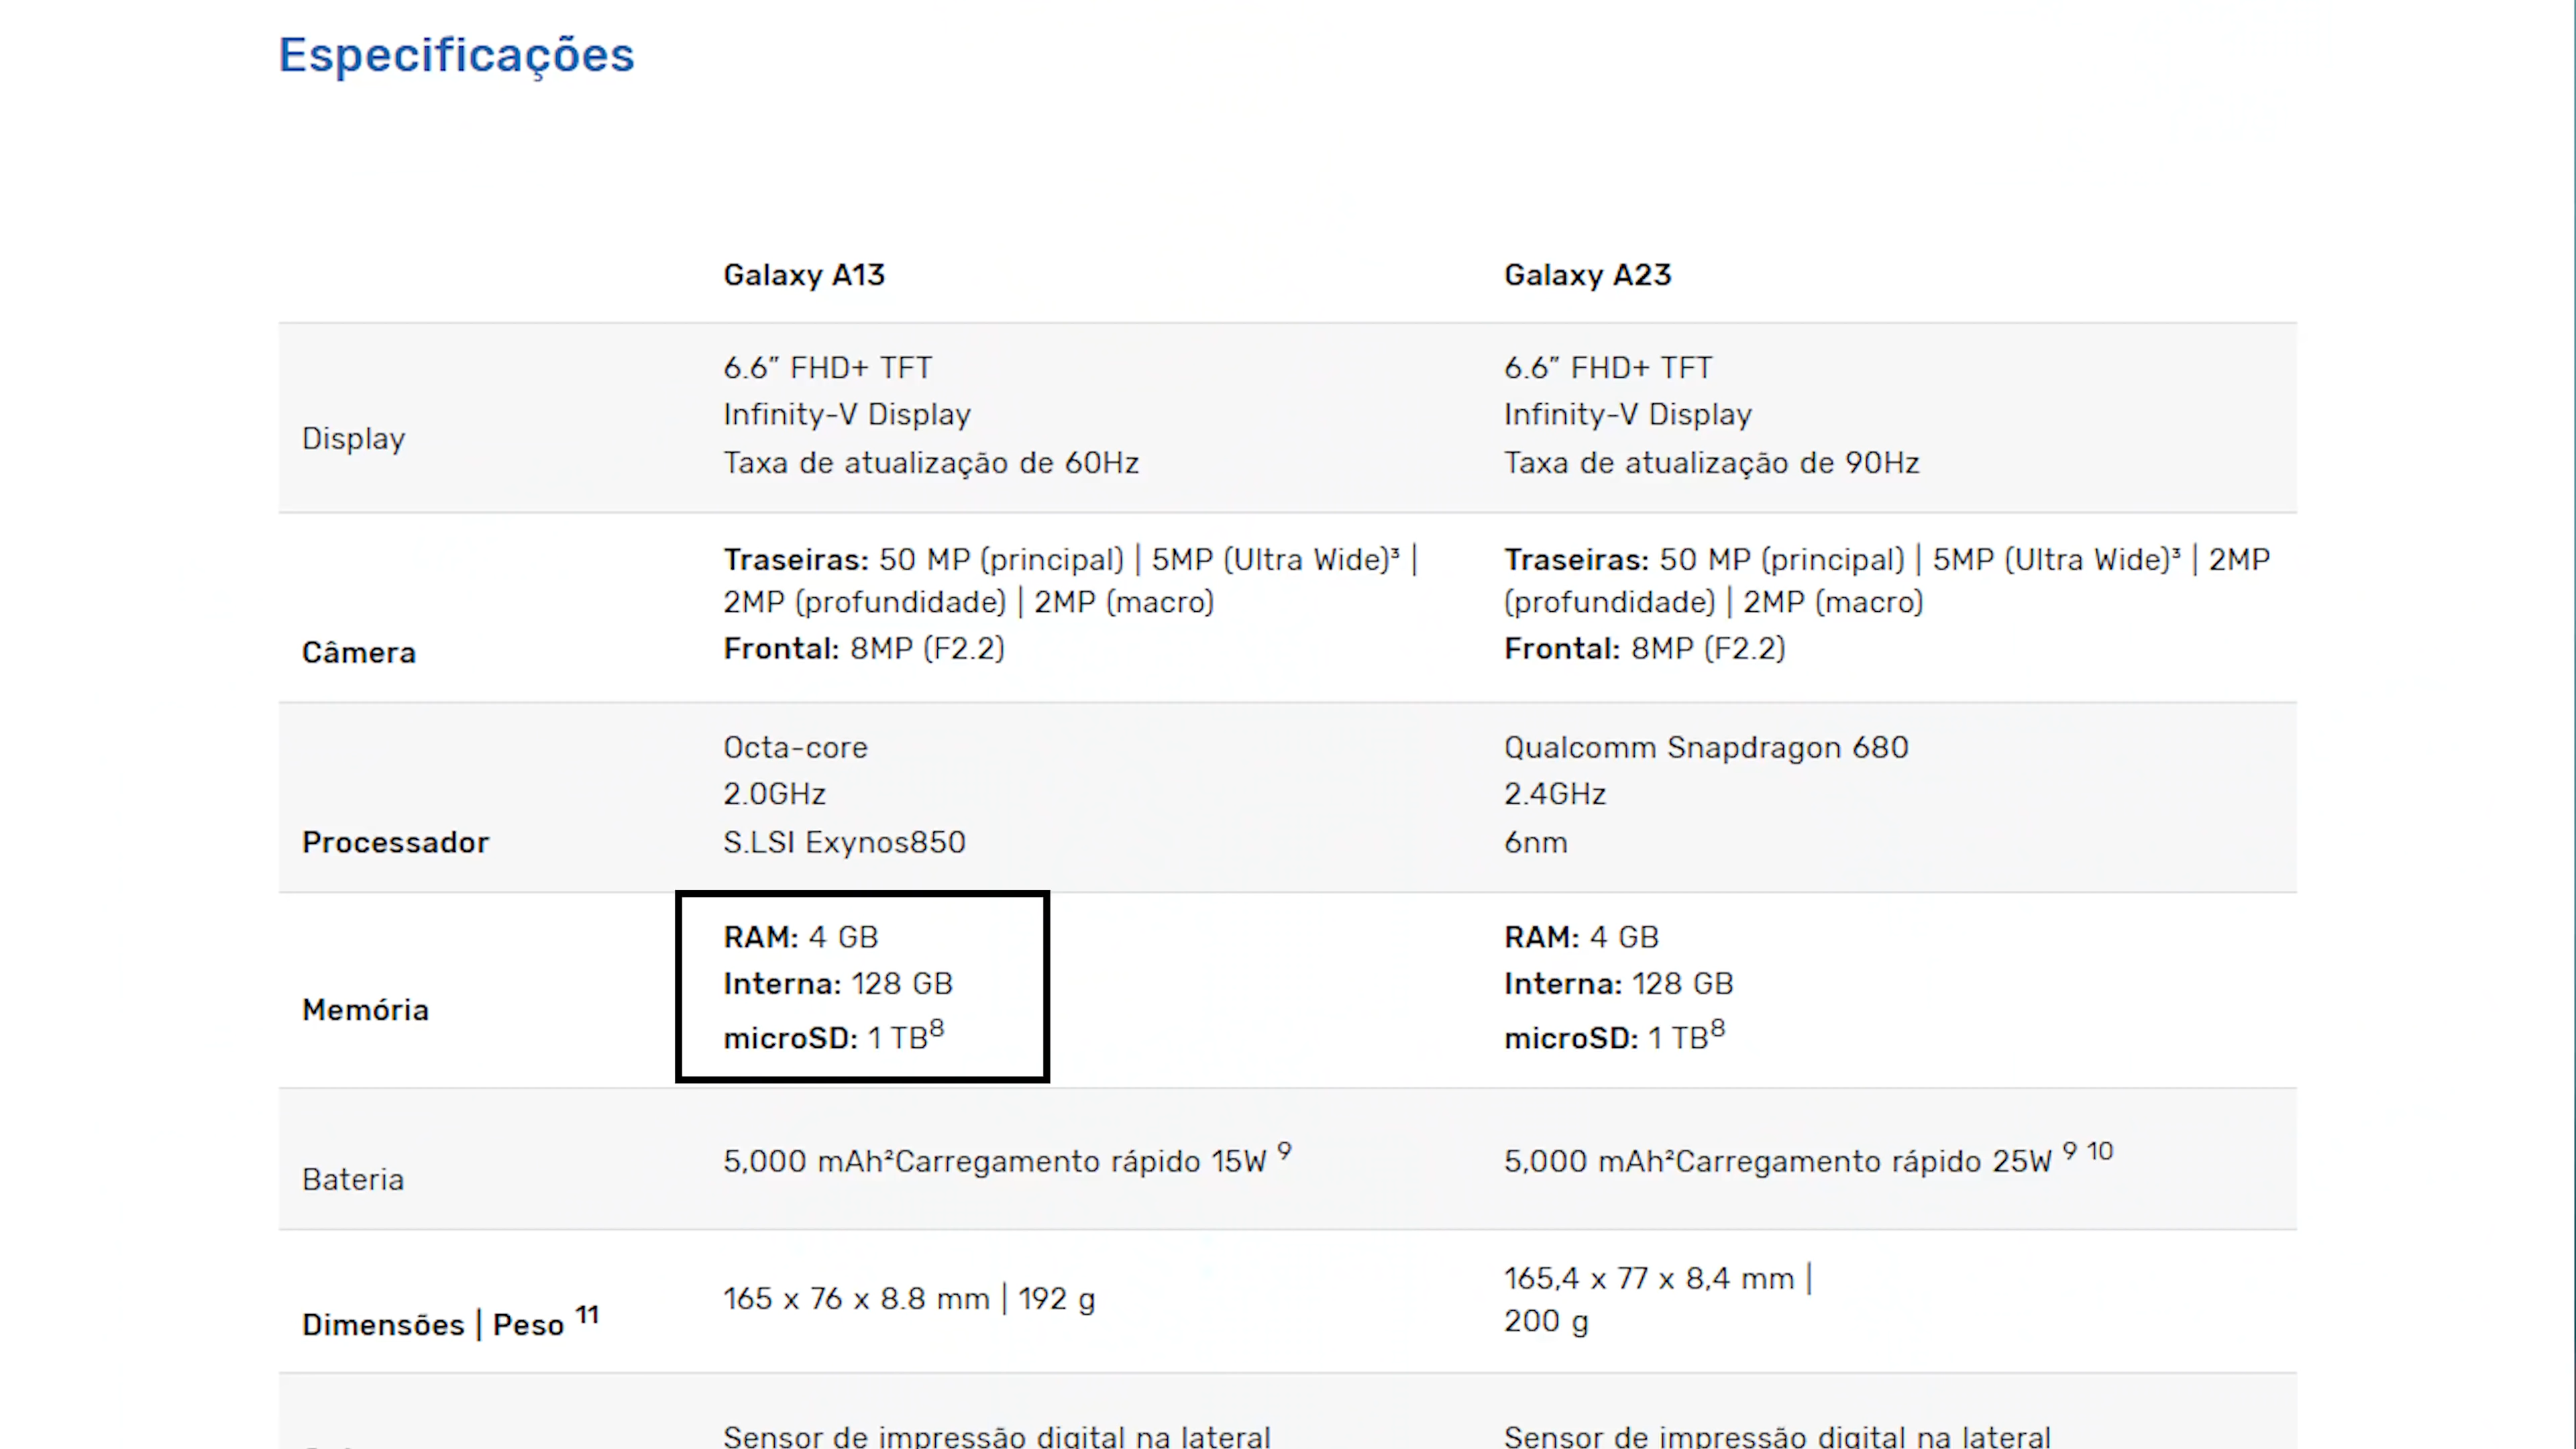 Especificações
Galaxy A13
Galaxy A23
Display
6.6” FHD+ TFT
Infinity-V Display
Taxa de atualização de 60Hz
6.6” FHD+ TFT
Infinity-V Display
Taxa de atualização de 90Hz
Câmera
Traseiras: 50 MP (principal) | 5MP (Ultra Wide)³ |
2MP (profundidade) | 2MP (macro)
Frontal: 8MP (F2.2)
Traseiras: 50 MP (principal) | 5MP (Ultra Wide)³ | 2MP
(profundidade) | 2MP (macro)
Frontal: 8MP (F2.2)
Processador
Octa-core
2.0GHz
S.LSI Exynos850
Qualcomm Snapdragon 680
2.4GHz
6nm
Memória
RAM: 4 GB
Interna: 128 GB
microSD: 1 TB⁸
RAM: 4 GB
Interna: 128 GB
microSD: 1 TB⁸
Bateria
5,000 mAh²Carregamento rápido 15W ⁹
5,000 mAh²Carregamento rápido 25W ⁹ ¹⁰
Dimensões | Peso ¹¹
165 x 76 x 8.8 mm | 192 g
165,4 x 77 x 8,4 mm |
200 g
Sensor de impressão digital na lateral
Sensor de impressão digital na lateral